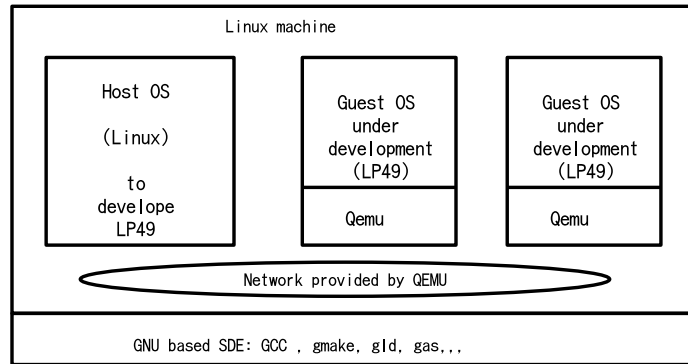 Linux machine
Host OS
(Linux)
to
develope
LP49
Guest OS
under
development
(LP49)
Qemu
Guest OS
under
development
(LP49)
Qemu
Network provided by QEMU
GNU based SDE: GCC , gmake, gld, gas,,,